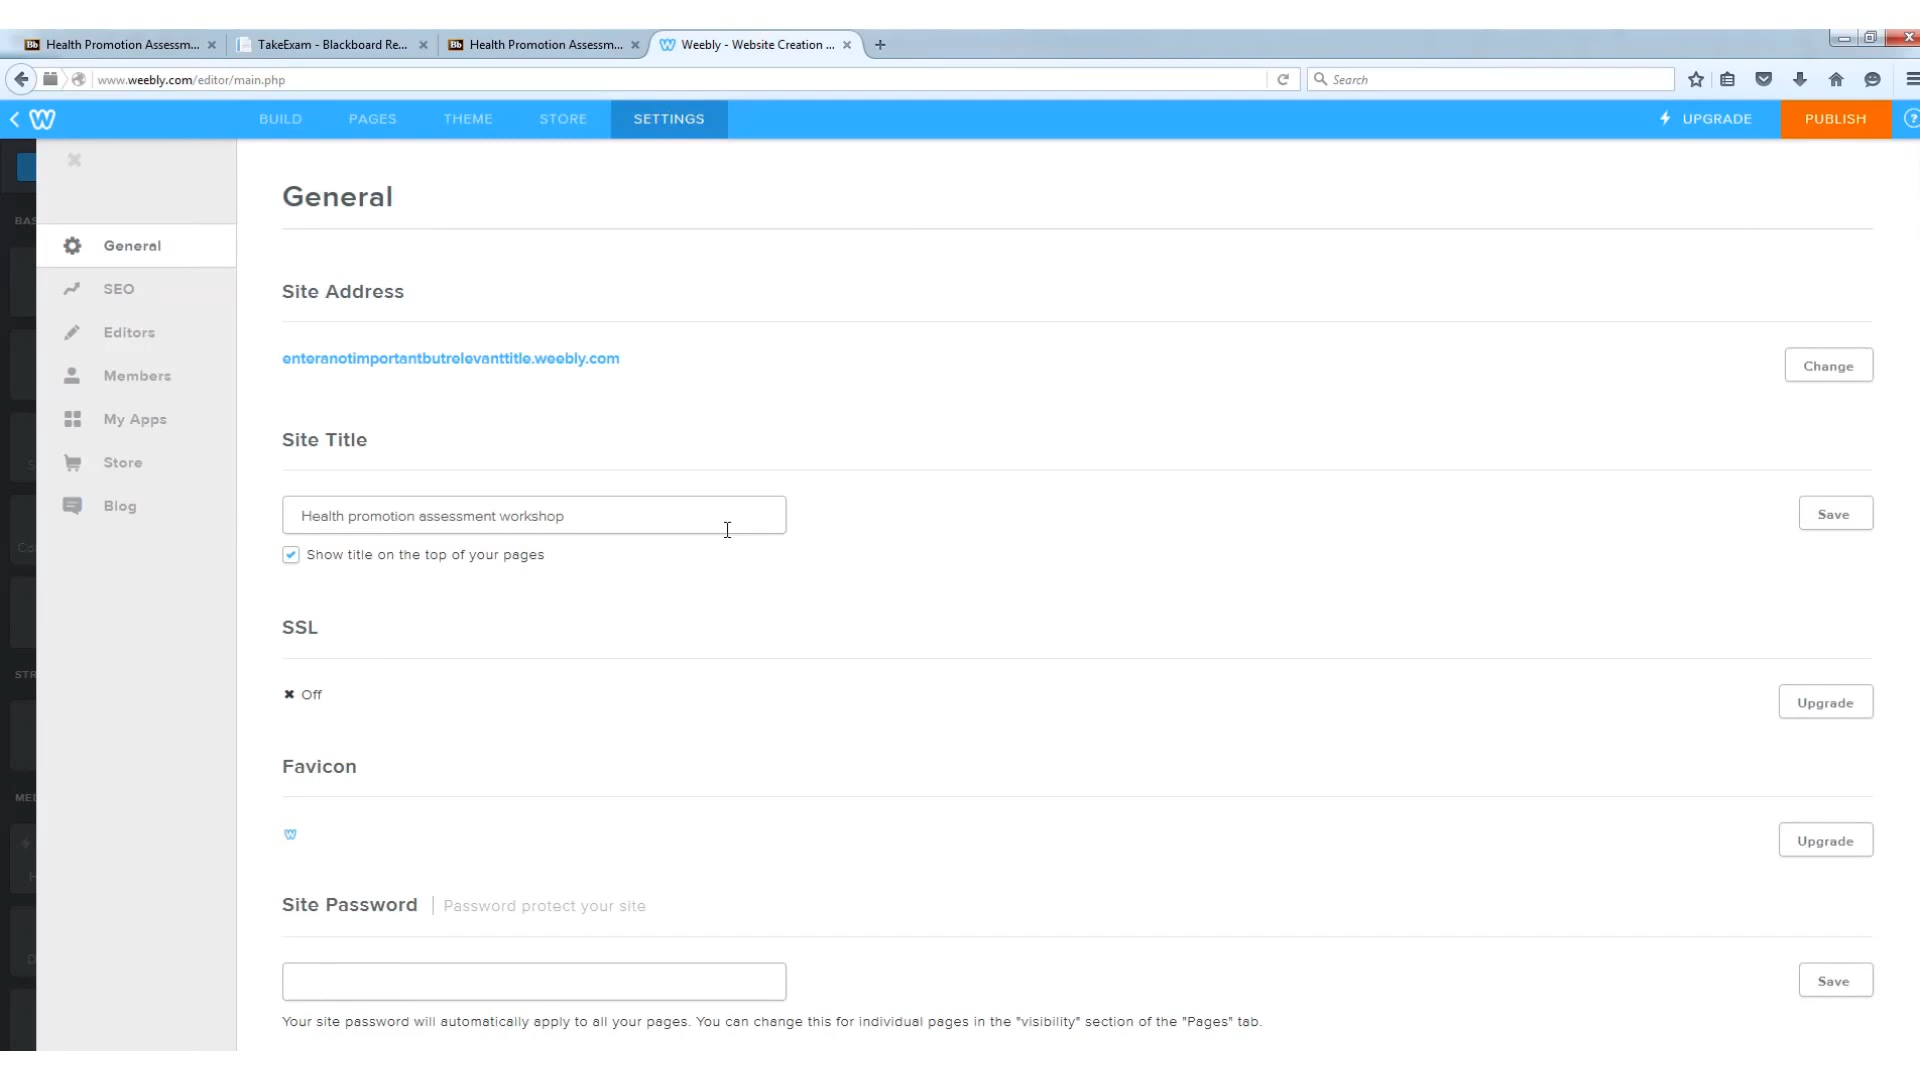 Health Promotion Assessm...
TakeExam - Blackboard Re...
Health Promotion Assessm...
Weebly - Website Creation ...
www.weebly.com/editor/main.php
Search
BUILD
PAGES
THEME
STORE
SETTINGS
UPGRADE
PUBLISH
General
SEO
Editors
Members
My Apps
Store
Blog
General
Site Address
enteranotimportantbutrelevanttitle.weebly.com
Change
Site Title
Health promotion assessment workshop
Save
Show title on the top of your pages
SSL
Off
Upgrade
Favicon
Upgrade
Site Password | Password protect your site
Save
Your site password will automatically apply to all your pages. You can change this for individual pages in the "visibility" section of the "Pages" tab.